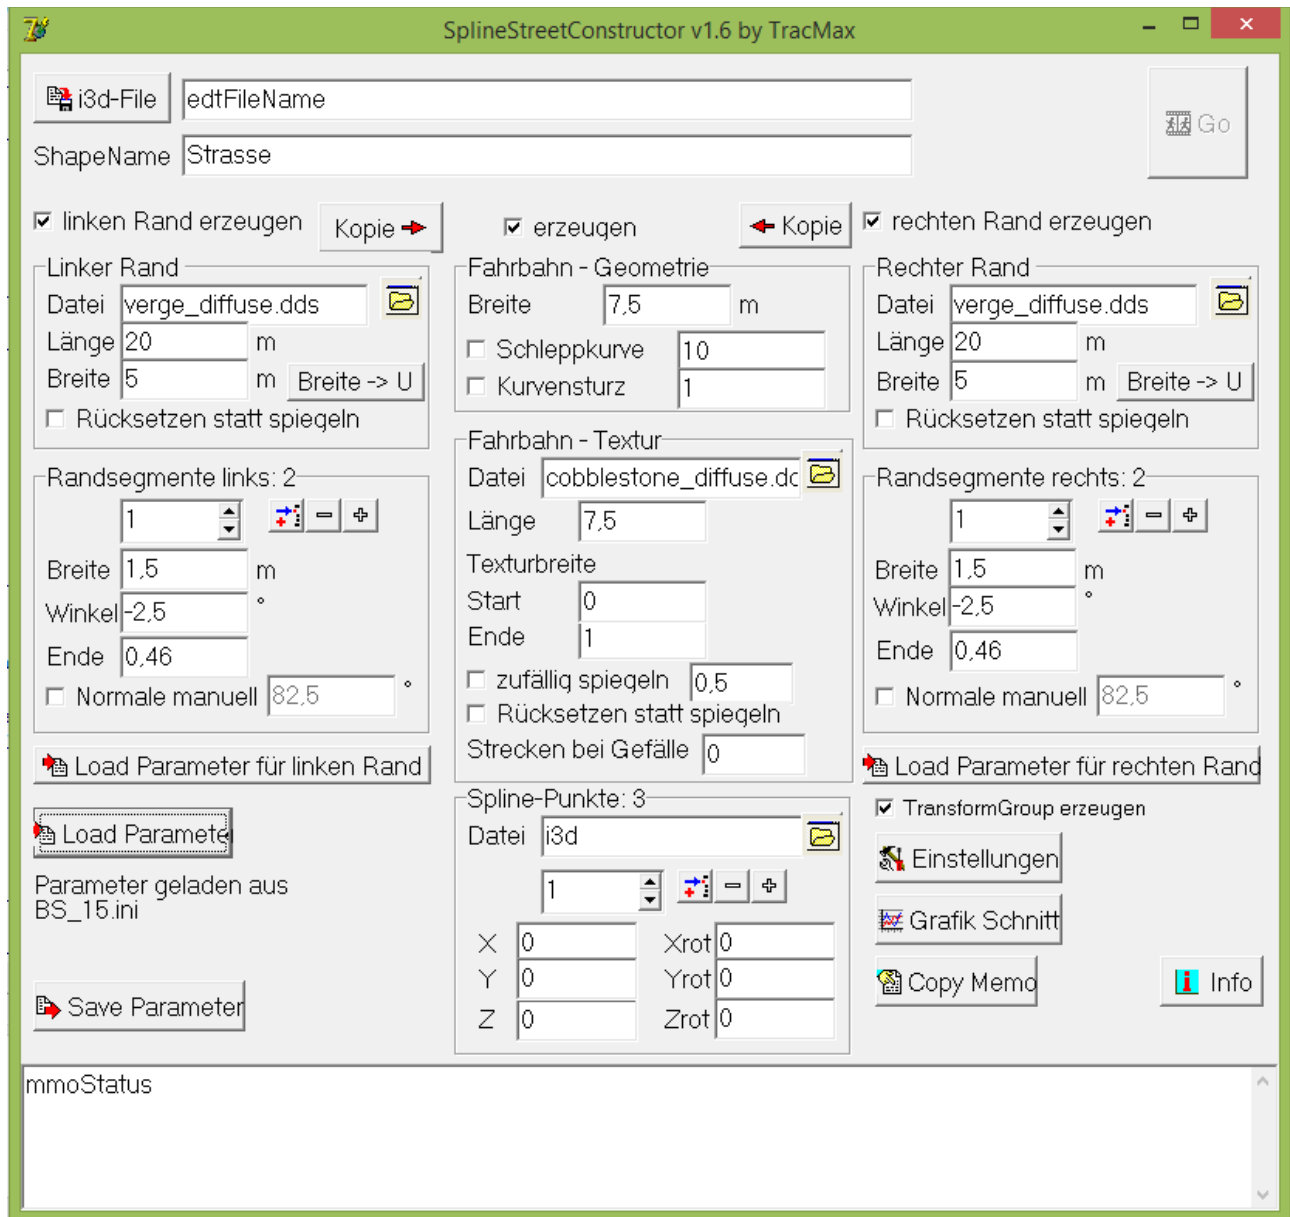 SplineStreetConstructor v1.6 by TracMax
i3d-File edtFileName
Go
ShapeName Strasse
linken Rand erzeugen Kopie erzeugen Kopie rechten Rand erzeugen
Linker Rand
Datei verge_diffuse.dds
Länge 20 m
Breite 5 m Breite -> U
Rücksetzen statt spiegeln
Randsegmente links: 2
1
Breite 1,5 m
Winkel -2,5 °
Ende 0,46
Normale manuell 82,5 °
Load Parameter für linken Rand
Load Paramete
Parameter geladen aus
BS_15.ini
Save Parameter
Fahrbahn - Geometrie
Breite 7,5 m
Schleppkurve 10
Kurvensturz 1
Fahrbahn - Textur
Datei cobblestone_diffuse.dc
Länge 7,5
Texturbreite
Start 0
Ende 1
zufällig spiegeln 0,5
Rücksetzen statt spiegeln
Strecken bei Gefälle 0
Spline-Punkte: 3
Datei i3d
1
X 0 Xrot 0
Y 0 Yrot 0
Z 0 Zrot 0
Rechter Rand
Datei verge_diffuse.dds
Länge 20 m
Breite 5 m Breite -> U
Rücksetzen statt spiegeln
Randsegmente rechts: 2
1
Breite 1,5 m
Winkel -2,5 °
Ende 0,46
Normale manuell 82,5 °
Load Parameter für rechten Rand
TransformGroup erzeugen
Einstellungen
Grafik Schnitt
Copy Memo
Info
mmoStatus